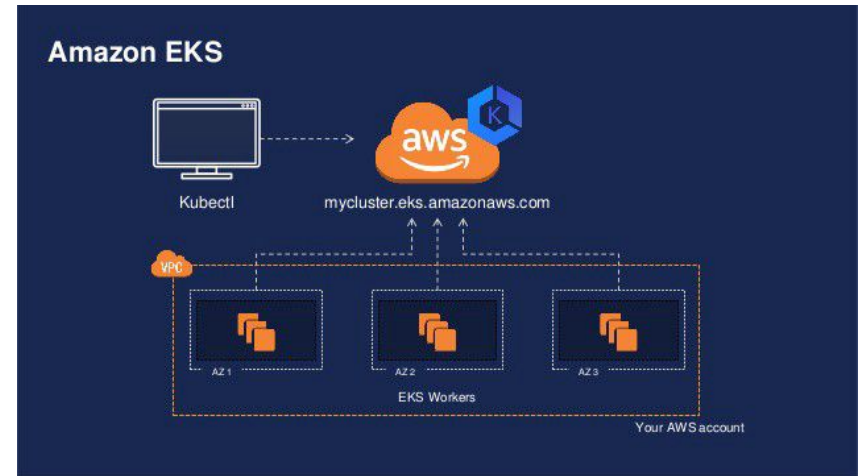 Amazon EKS
K
aws
Kubectl
mycluster.eks.amazonaws.com
VPC
AZ 1
AZ 2
AZ 3
EKS Workers
Your AWS account